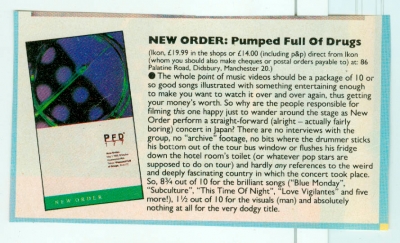 NEW ORDER: Pumped Full Of Drugs
(Ikon, £19.99 in the shops or £14.00 (including p&p) direct from Ikon
(whom you should also make cheques or postal orders payable to) at: 86
Palatine Road, Didsbury, Manchester 20.)
● The whole point of music videos should be a package of 10 or
so good songs illustrated with something entertaining enough
to make you want to watch it over and over again, thus getting
your money's worth. So why are the people responsible for
filming this one happy just to wander around the stage as New
Order perform a straight-forward (alright – actually fairly
boring) concert in Japan? There are no interviews with the
group, no "archive" footage, no bits where the drummer sticks
his bottom out of the tour bus window or flushes his fridge
down the hotel room's toilet (or whatever pop stars are
supposed to do on tour) and hardly any references to the weird
and deeply fascinating country in which the concert took place.
So, 8¾ out of 10 for the brilliant songs ("Blue Monday",
"Subculture", "This Time Of Night", "Love Vigilantes" and five
more!), 1½ out of 10 for the visuals (man) and absolutely
nothing at all for the very dodgy title.
PFD
NEW ORDER